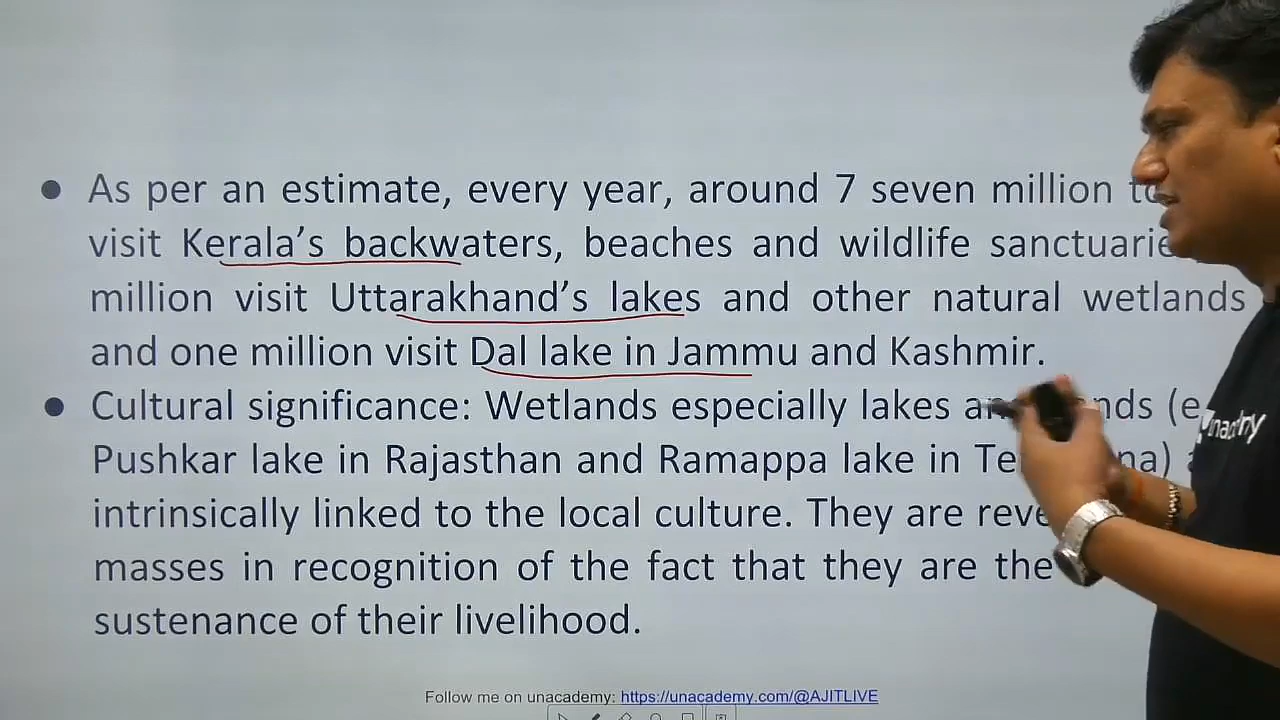 ● As per an estimate, every year, around 7 seven million
visit Kerala’s backwaters, beaches and wildlife
million visit Uttarakhand’s lakes and other natural wetlands
and one million visit Dal lake in Jammu and Kashmir.
● Cultural significance: Wetlands especially lakes
Pushkar lake in Rajasthan and Ramappa lake in
intrinsically linked to the local culture. They are
masses in recognition of the fact that they are the
sustenance of their livelihood.
unacademy
Follow me on unacademy: https://unacademy.com/@AJITLIVE